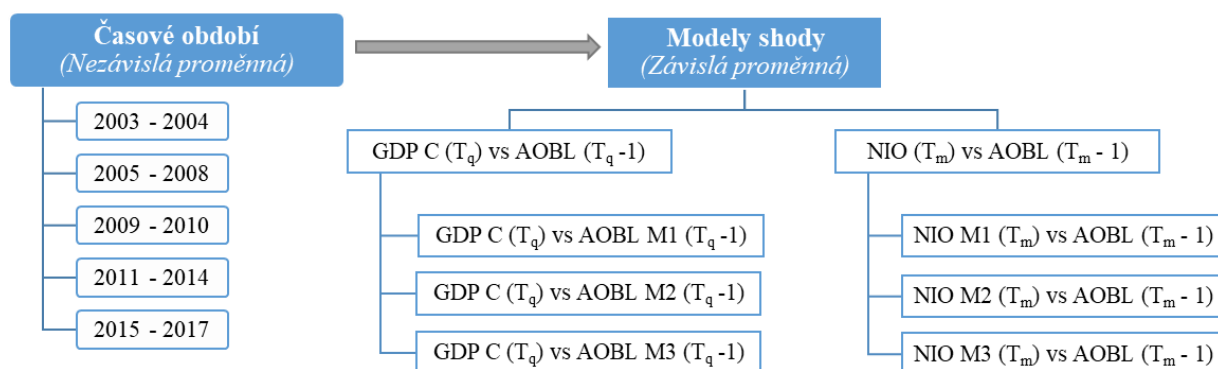 Časové období
(Nezávislá proměnná)
2003 - 2004
2005 - 2008
2009 - 2010
2011 - 2014
2015 - 2017
Modely shody
(Závislá proměnná)
GDP C (Tq) vs AOBL (Tq -1)
GDP C (Tq) vs AOBL M1 (Tq -1)
GDP C (Tq) vs AOBL M2 (Tq -1)
GDP C (Tq) vs AOBL M3 (Tq -1)
NIO (Tm) vs AOBL (Tm - 1)
NIO M1 (Tm) vs AOBL (Tm - 1)
NIO M2 (Tm) vs AOBL (Tm - 1)
NIO M3 (Tm) vs AOBL (Tm - 1)